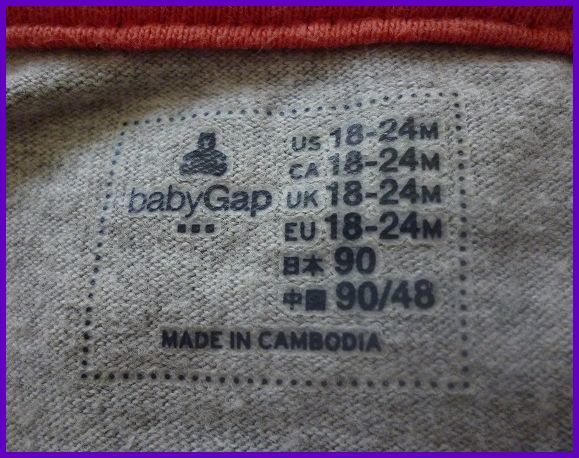 babyGap
US 18-24M
CA 18-24M
UK 18-24M
EU 18-24M
日本 90
中國 90/48
MADE IN CAMBODIA